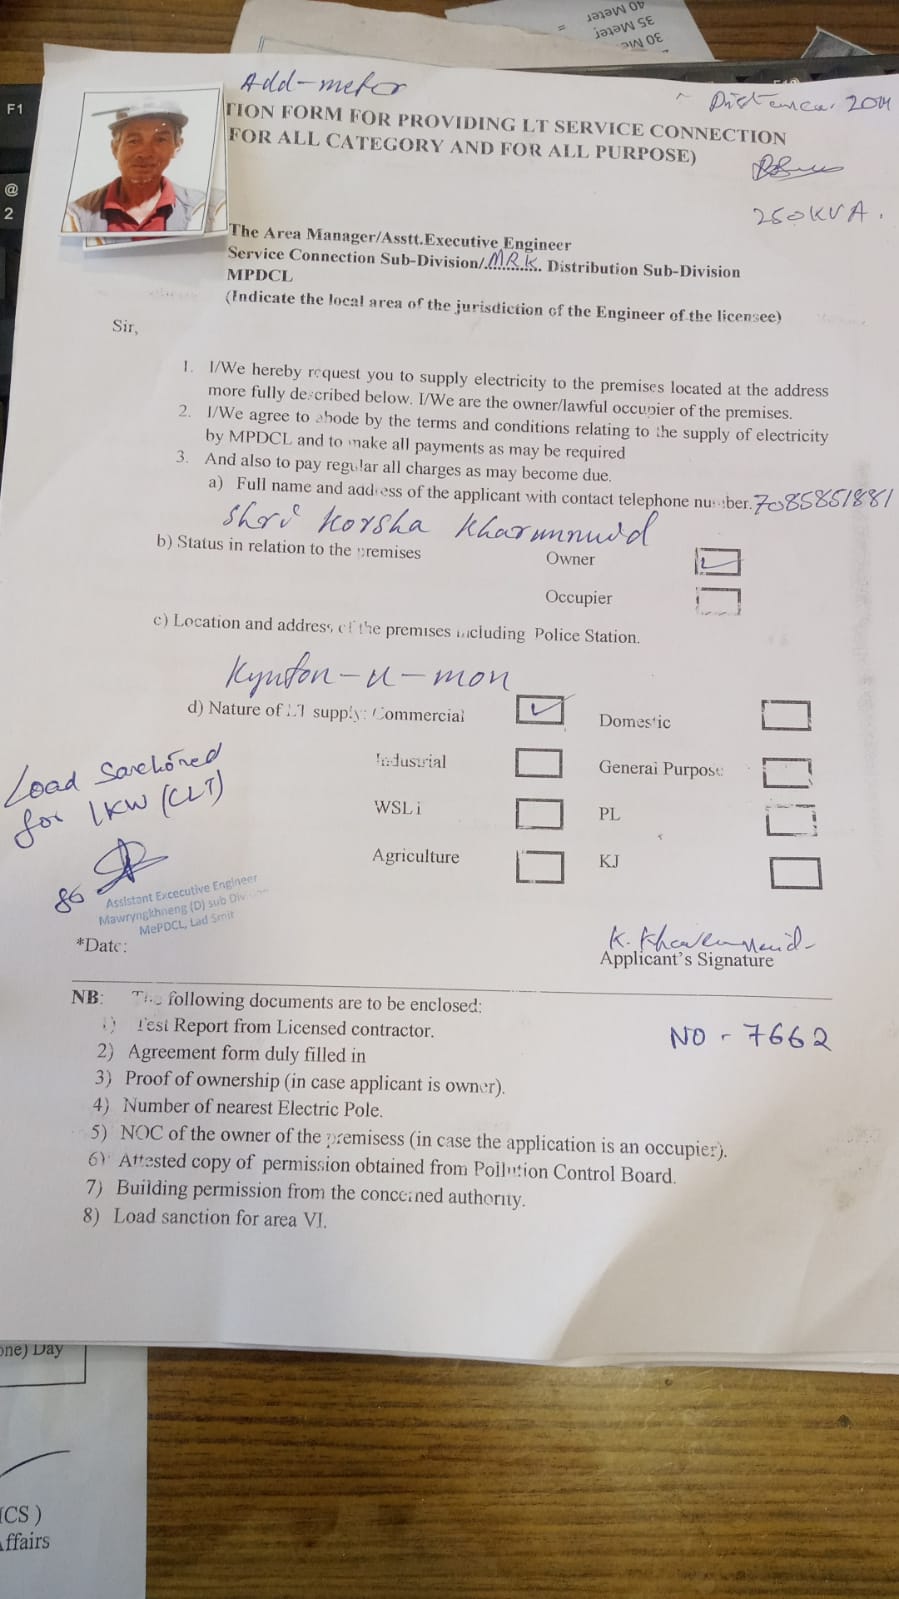 40 Meter
35 Meter
30 Me
=
F1
@
2
Add-meter
Distance. 20M
TION FORM FOR PROVIDING LT SERVICE CONNECTION
FOR ALL CATEGORY AND FOR ALL PURPOSE)
250KVA.
The Area Manager/Asstt.Executive Engineer
Service Connection Sub-Division/MRK. Distribution Sub-Division
MPDCL
(Indicate the local area of the jurisdiction of the Engineer of the licensee)
Sir,
1. I/We hereby request you to supply electricity to the premises located at the address
more fully described below. I/We are the owner/lawful occupier of the premises.
2. I/We agree to abode by the terms and conditions relating to the supply of electricity
by MPDCL and to make all payments as may be required
3. And also to pay regular all charges as may become due.
a) Full name and address of the applicant with contact telephone number. 7085851881
Shri Korsha
b) Status in relation to the premises
Owner
Occupier
c) Location and address of the premises including Police Station.
Kynton-u-mon
d) Nature of LT supply: Commercial
Domestic
Industrial
General Purpose
WSLi
PL
Agriculture
KJ
Load Sanctioned
for 1KW (CLT)
Assistant Excecutive Engineer
Mawryngkhneng (D) sub Div
MePDCL, Lad Smit
*Date:
Applicant's Signature
NB: The following documents are to be enclosed:
1) Test Report from Licensed contractor.
NO - 7662
2) Agreement form duly filled in
3) Proof of ownership (in case applicant is owner).
4) Number of nearest Electric Pole.
5) NOC of the owner of the premisess (in case the application is an occupier).
6) Attested copy of permission obtained from Pollution Control Board.
7) Building permission from the concerned authority.
8) Load sanction for area VI.
one) Day
(CS )
Affairs